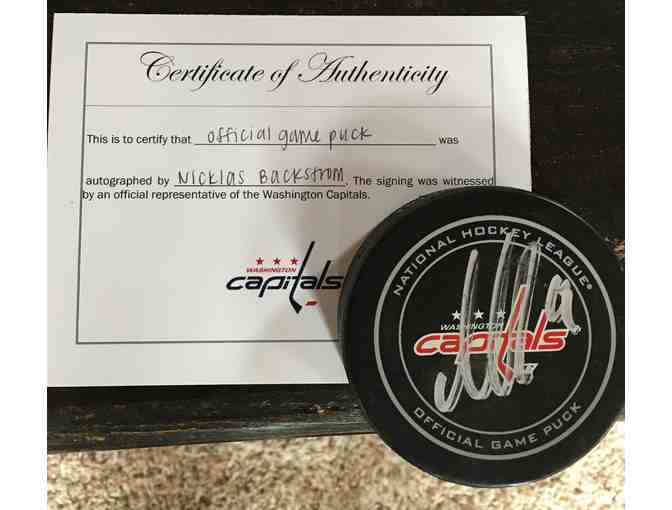 Certificate of Authenticity
This is to certify that official game puck was
autographed by Nicklas Backstrom. The signing was witnessed
by an official representative of the Washington Capitals.
WASHINGTON
capitals
NATIONAL HOCKEY LEAGUE®
WASHINGTON
capitals
OFFICIAL GAME PUCK
19